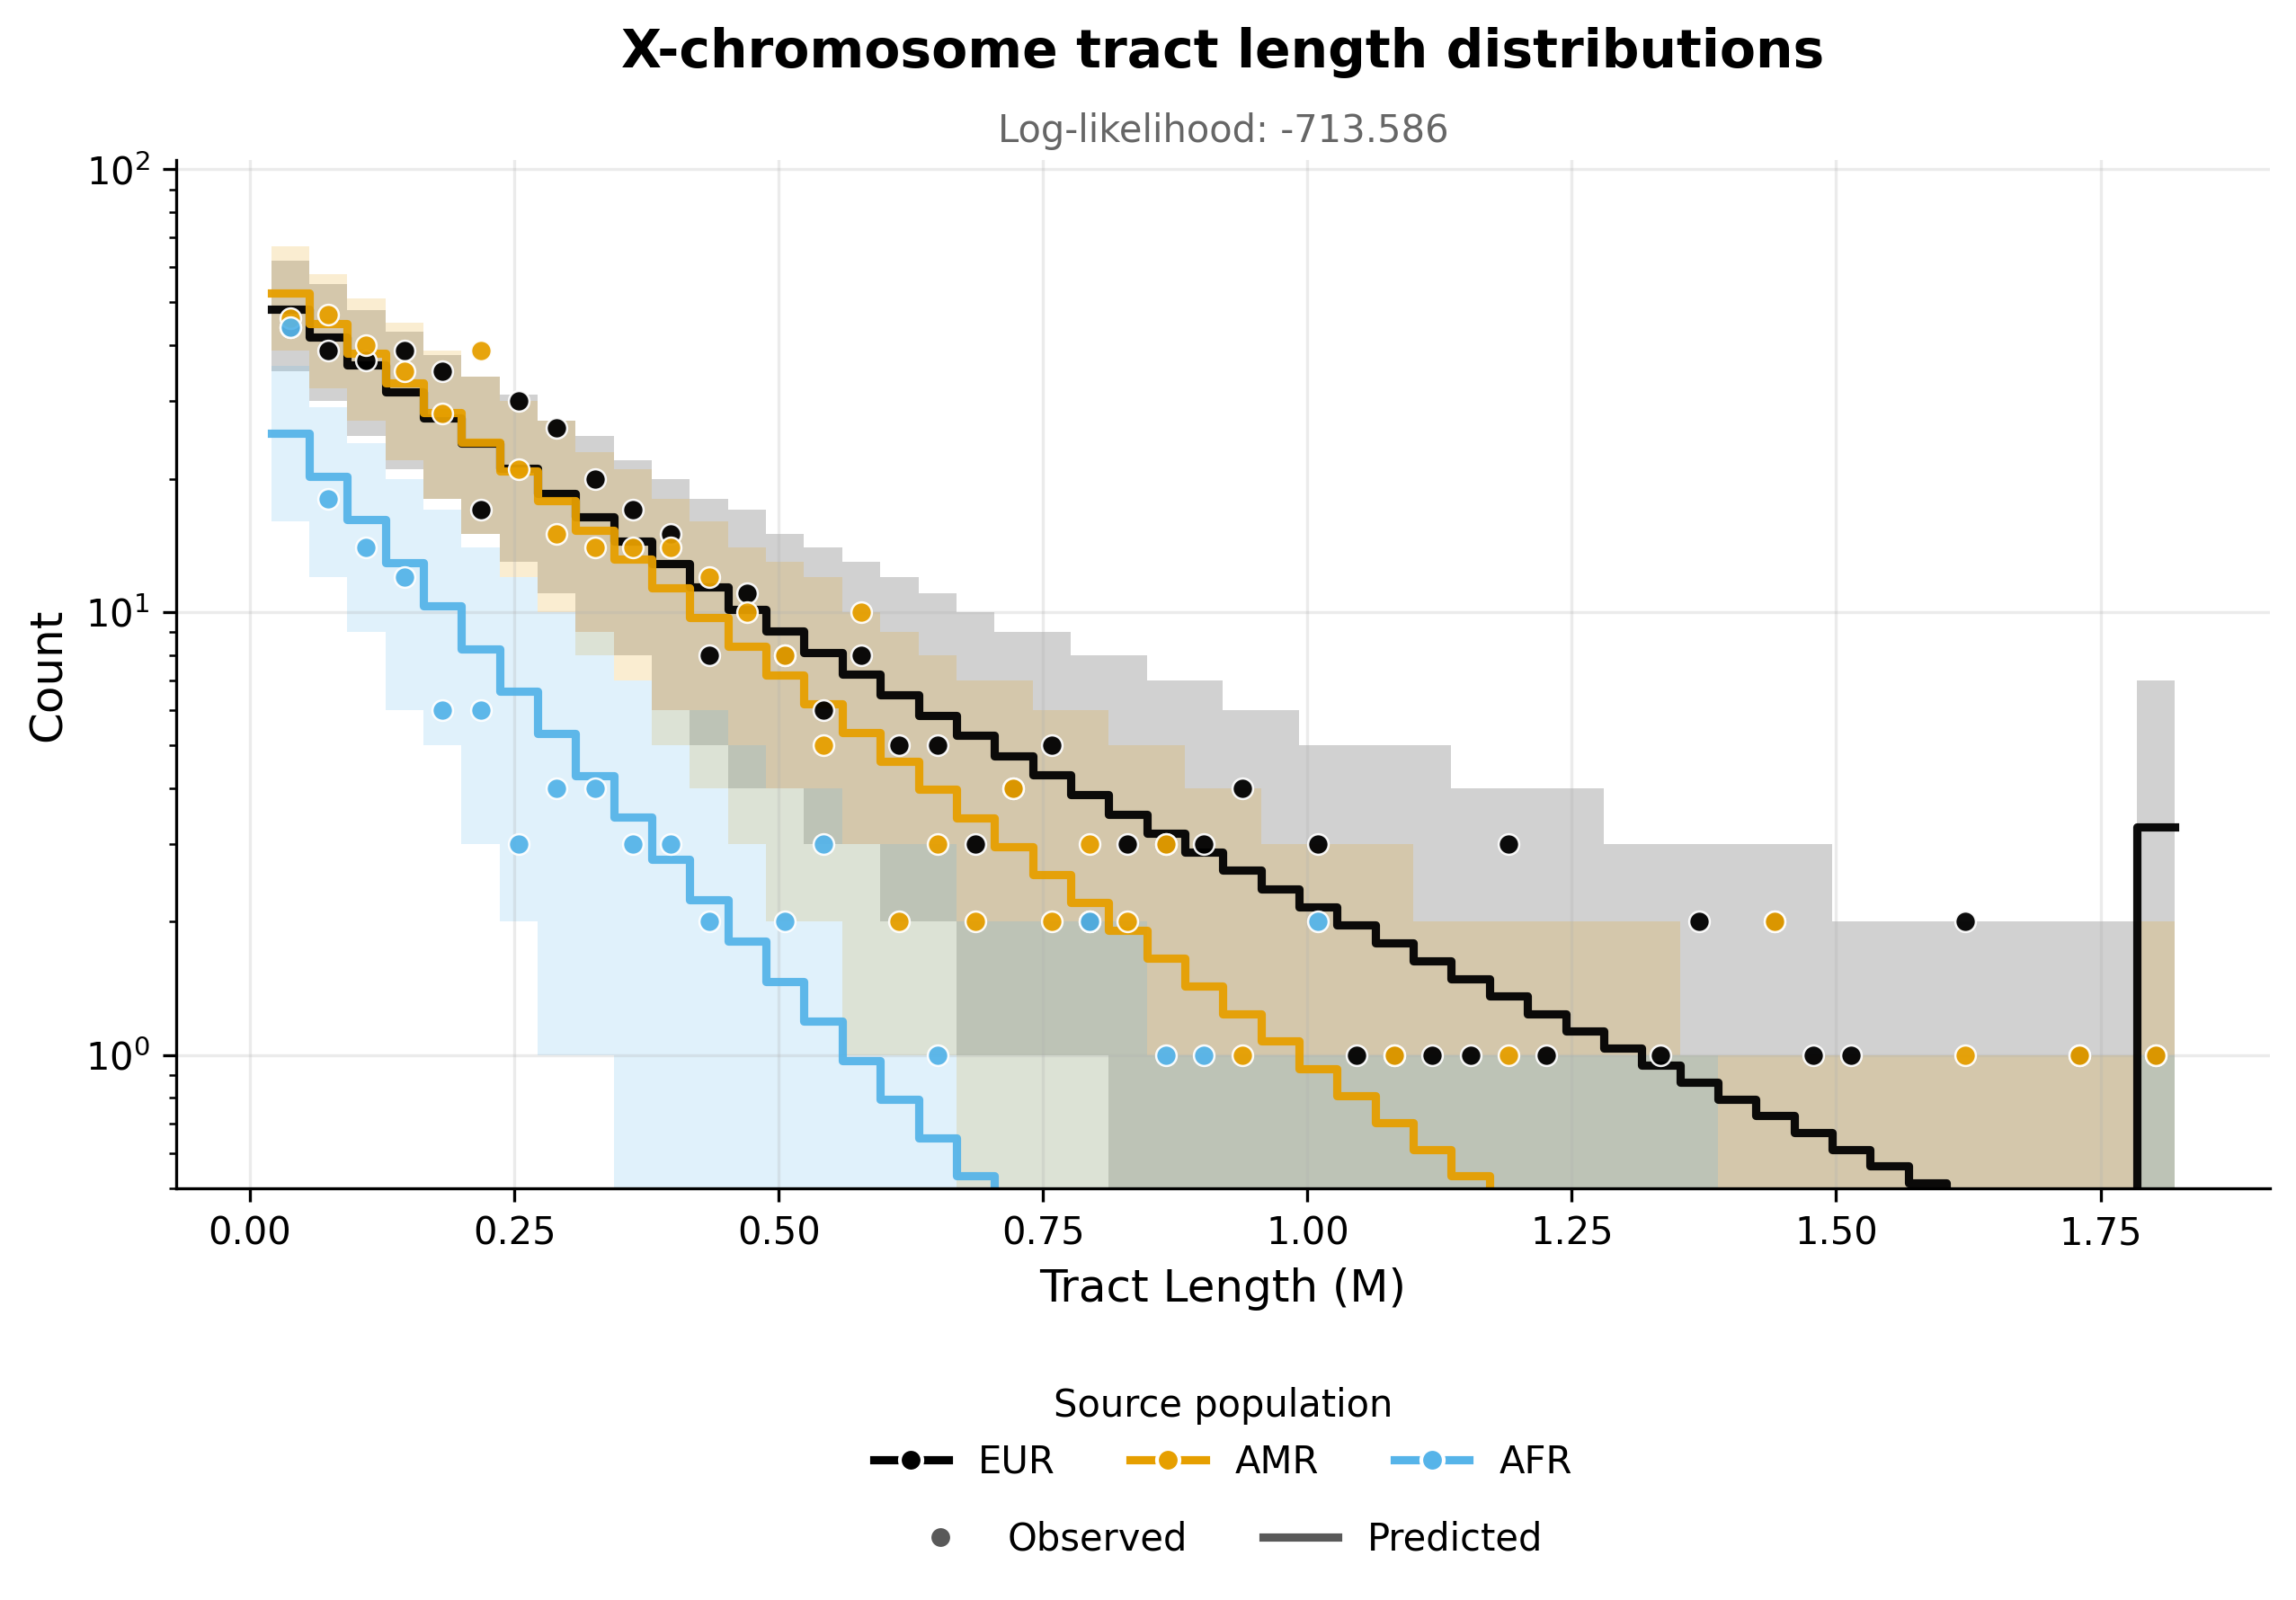 X-chromosome tract length distributions
Log-likelihood: -713.586
10²
10¹
10⁰
Count
0.00 0.25 0.50 0.75 1.00 1.25 1.50 1.75
Tract Length (M)
Source population
EUR AMR AFR
Observed Predicted